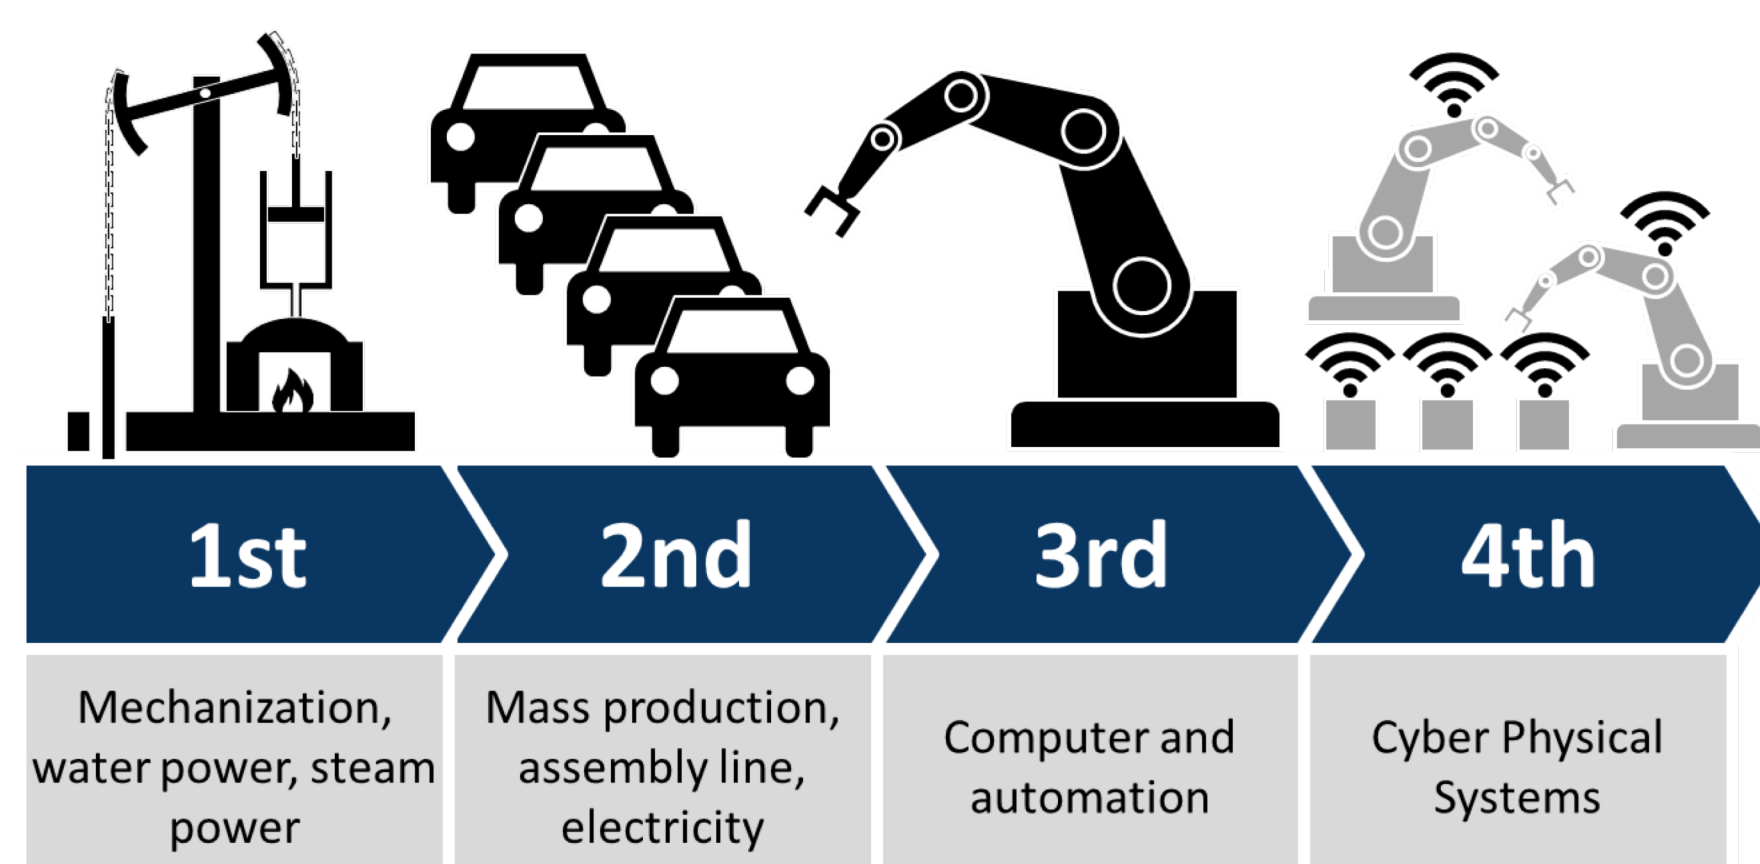 1st
2nd
3rd
4th
Mechanization,
water power, steam
power
Mass production,
assembly line,
electricity
Computer and
automation
Cyber Physical
Systems